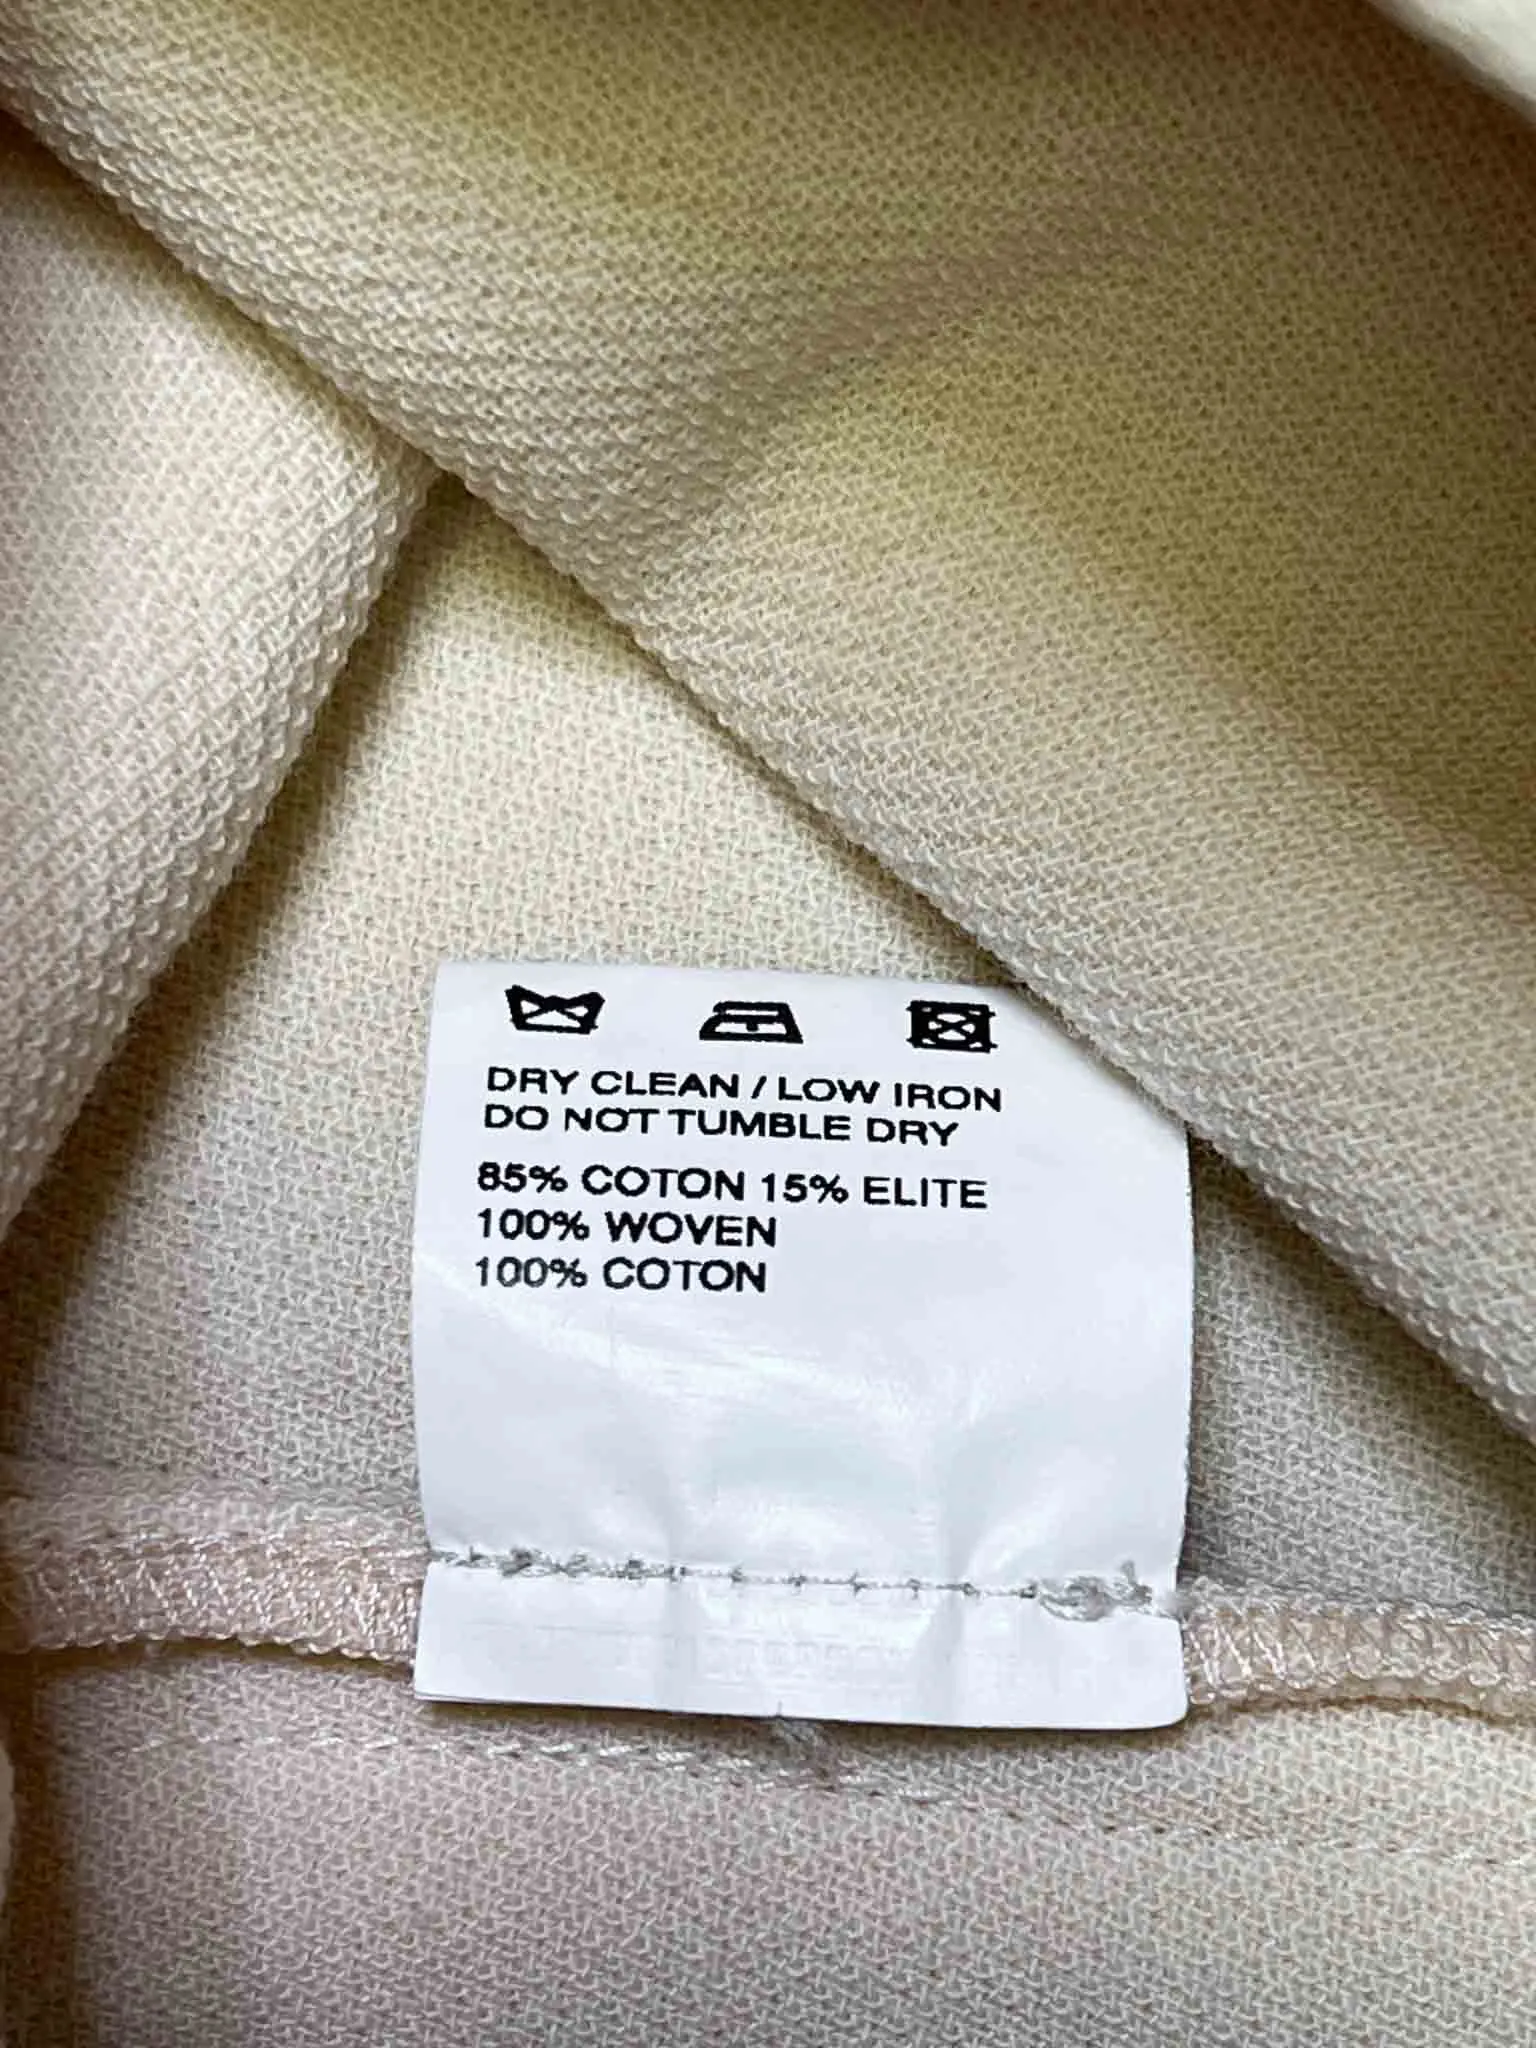 DRY CLEAN / LOW IRON
DO NOT TUMBLE DRY
85% COTON 15% ELITE
100% WOVEN
100% COTON